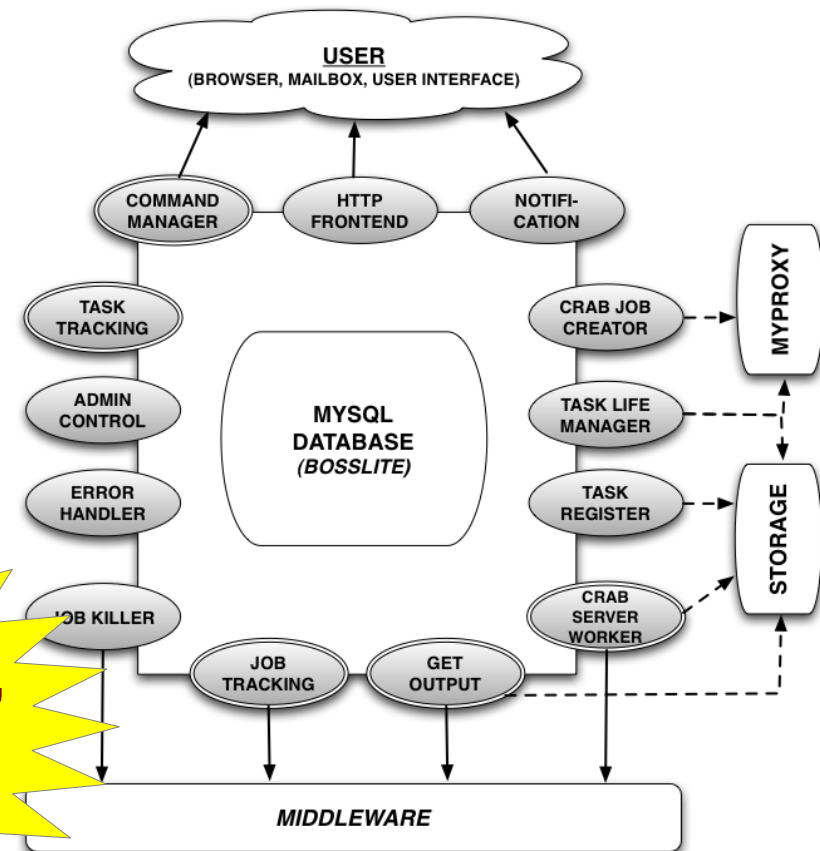 USER
(BROWSER, MAILBOX, USER INTERFACE)
COMMAND
MANAGER
HTTP
FRONTEND
NOTIFI-
CATION
TASK
TRACKING
CRAB JOB
CREATOR
MYPROXY
ADMIN
CONTROL
MYSQL
DATABASE
(BOSSLITE)
TASK LIFE
MANAGER
ERROR
HANDLER
TASK
REGISTER
STORAGE
JOB KILLER
CRAB
SERVER
WORKER
JOB
TRACKING
GET
OUTPUT
MIDDLEWARE